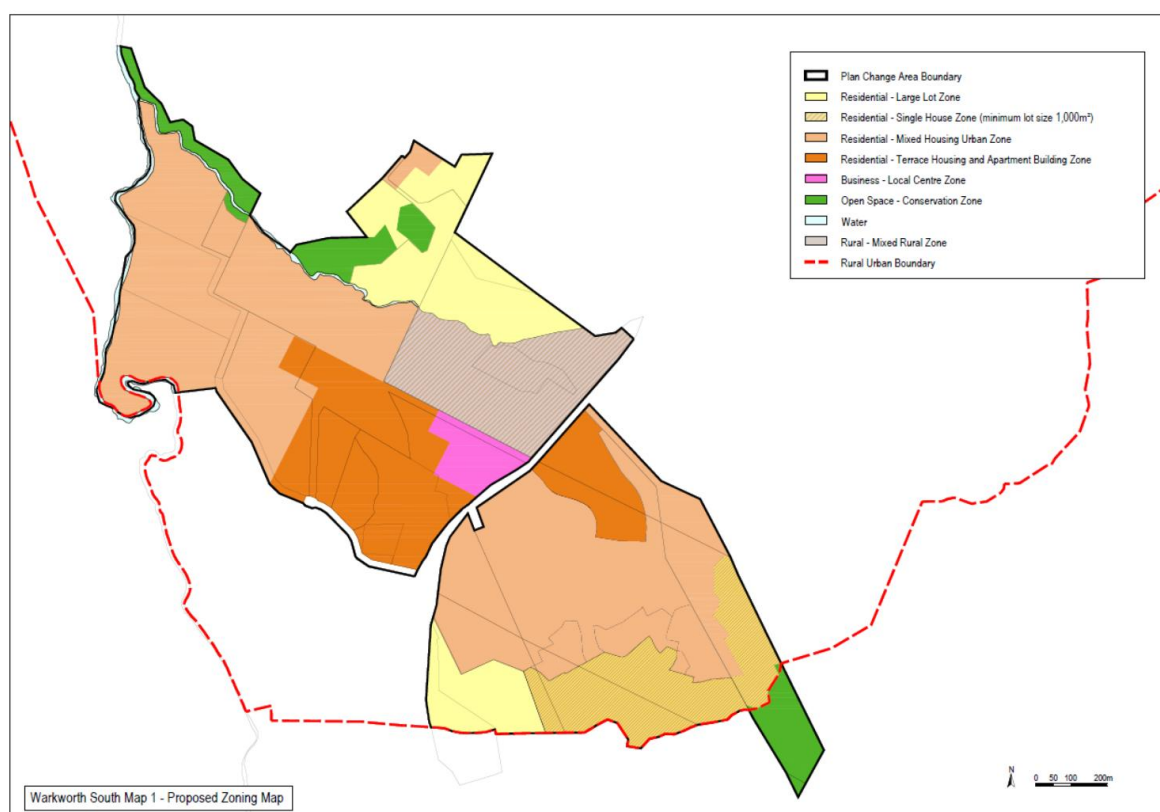 Plan Change Area Boundary
Residential - Large Lot Zone
Residential - Single House Zone (minimum lot size 1,000m²)
Residential - Mixed Housing Urban Zone
Residential - Terrace Housing and Apartment Building Zone
Business - Local Centre Zone
Open Space - Conservation Zone
Water
Rural - Mixed Rural Zone
Rural Urban Boundary
N
0 50 100 200m
Warkworth South Map 1 - Proposed Zoning Map